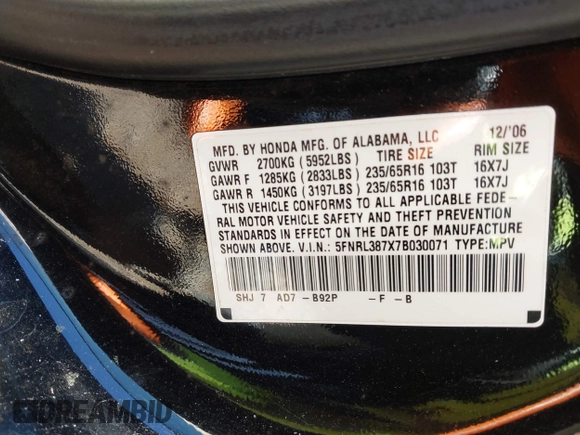 MFD. BY HONDA MFG. OF ALABAMA, LLC 12/'06
GVWR 2700KG (5952LBS) TIRE SIZE RIM SIZE
GAWR F 1285KG (2833LBS) 235/65R16 103T 16X7J
GAWR R 1450KG (3197LBS) 235/65R16 103T 16X7J
THIS VEHICLE CONFORMS TO ALL APPLICABLE FEDE-
RAL MOTOR VEHICLE SAFETY AND THEFT PREVENTION
STANDARDS IN EFFECT ON THE DATE OF MANUFACTURE
SHOWN ABOVE. V.I.N.: 5FNRL387X7B030071 TYPE:MPV
SHJ 7 AD7-B92P -F-B
DREAMBID